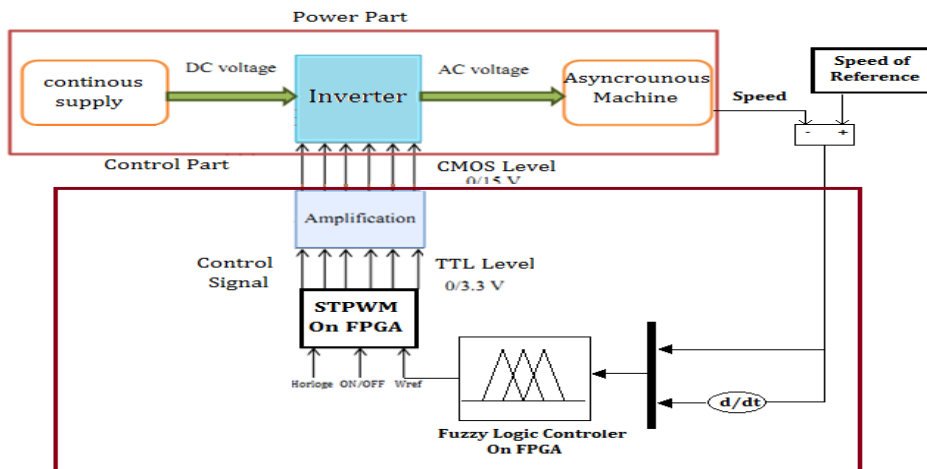 Power Part
continous
supply
DC voltage
Inverter
AC voltage
Asyncrounous
Machine
Speed of
Reference
Speed
- +
Control Part
CMOS Level
0/15 V
Amplification
Control
Signal
TTL Level
0/3.3 V
STPWM
On FPGA
Horloge ON/OFF Wref
d/dt
Fuzzy Logic Controler
On FPGA